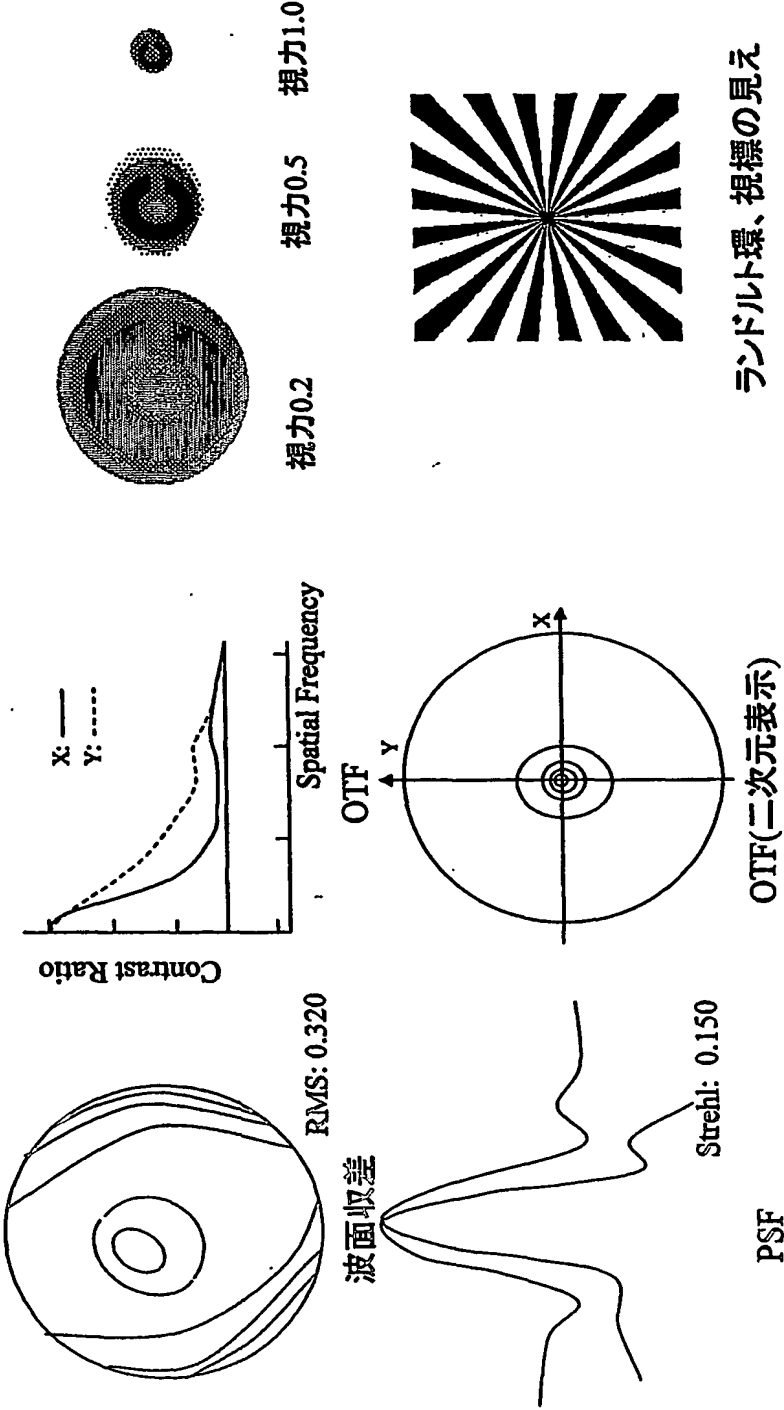 RMS: 0.320
波面収差
Contrast Ratio
X:
Y:
Spatial Frequency
OTF
視力0.2
視力0.5
視力1.0
Strehl: 0.150
PSF
Y
X
OTF(二次元表示)
ランドルト環、視標の見え